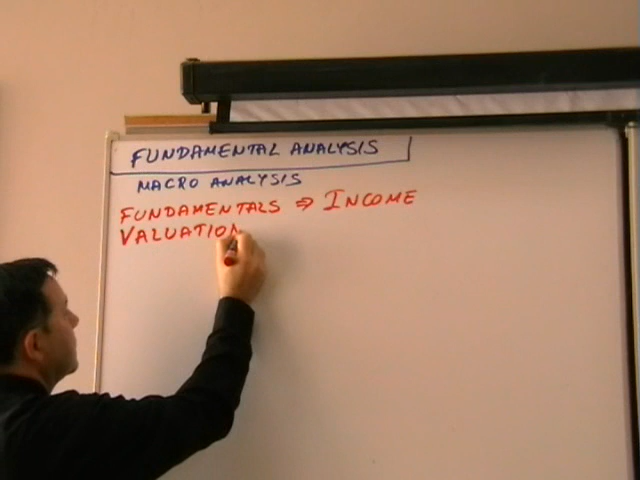 FUNDAMENTAL ANALYSIS
MACRO ANALYSIS
FUNDAMENTALS ⇒ INCOME
VALUATION